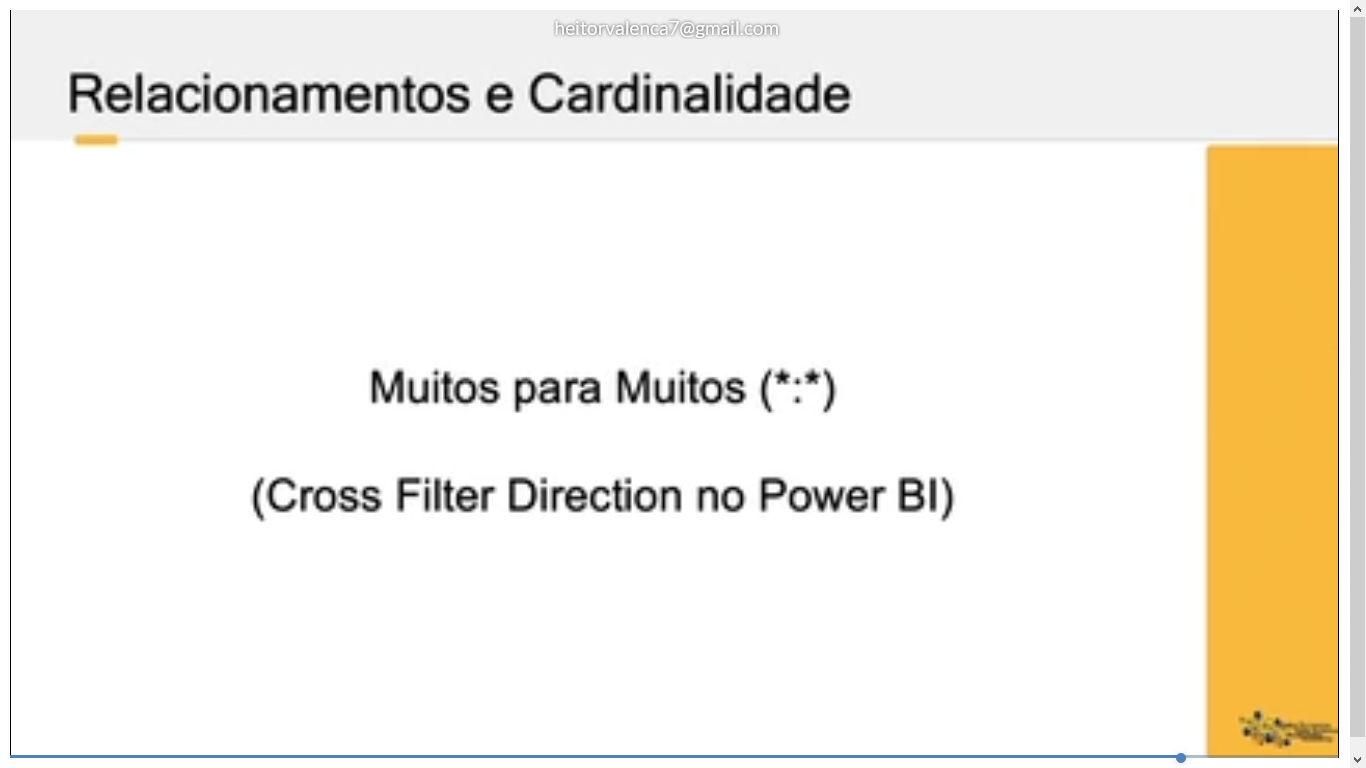 heitorvalenca7@gmail.com
Relacionamentos e Cardinalidade
Muitos para Muitos (*:*)
(Cross Filter Direction no Power BI)